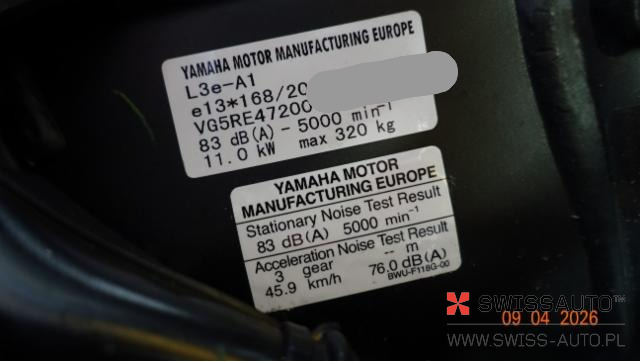 YAMAHA MOTOR MANUFACTURING EUROPE
L3e-A1
e13*168/20
VG5RE47200
83 dB(A) - 5000 min⁻¹
11.0 kW max 320 kg
YAMAHA MOTOR
MANUFACTURING EUROPE
Stationary Noise Test Result
83 dB(A) 5000 min⁻¹
Acceleration Noise Test Result
3 gear -- m
45.9 km/h 76.0 dB(A)
BWU-F118G-00
SWISSAUTO™
09 04 2026
WWW.SWISS-AUTO.PL